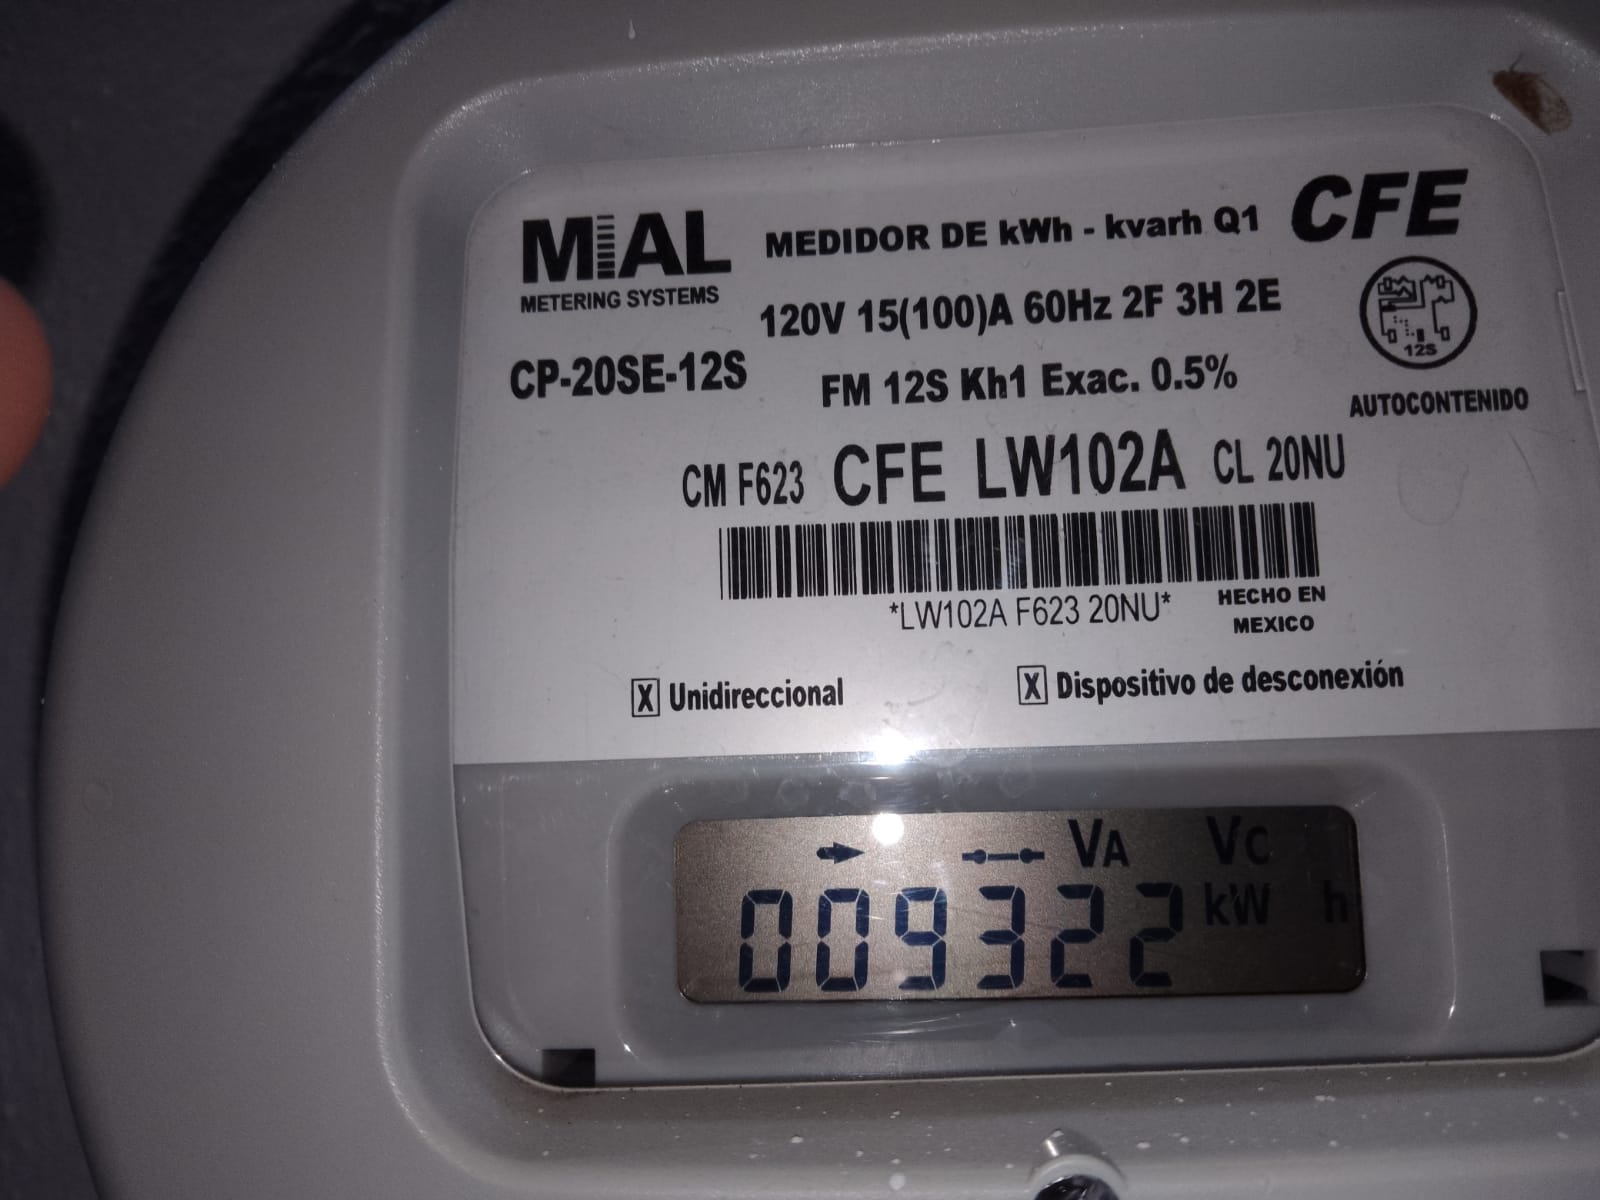 MIAL
METERING SYSTEMS
MEDIDOR DE kWh - kvarh Q1
CFE
120V 15(100)A 60Hz 2F 3H 2E
12S
CP-20SE-12S
FM 12S Kh1 Exac. 0.5%
AUTOCONTENIDO
CM F623 CFE LW102A CL 20NU
*LW102A F623 20NU*
HECHO EN
MEXICO
X Unidireccional
X Dispositivo de desconexión
VA VC
009322 kW h